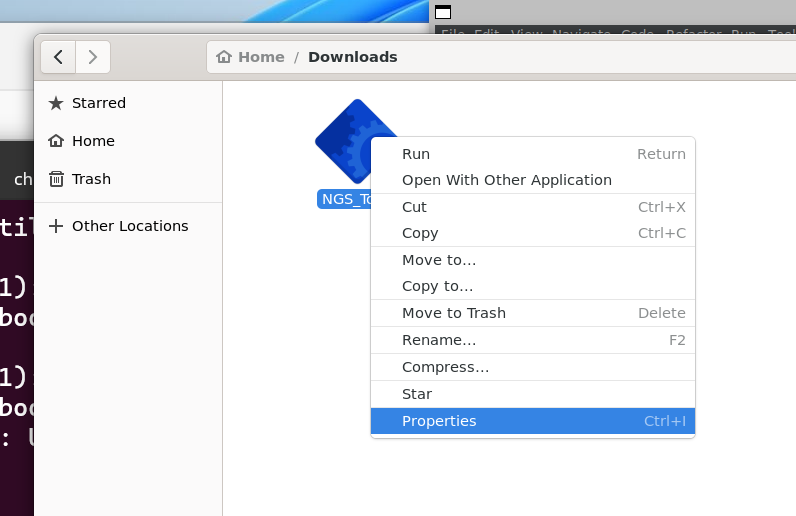 File Edit View Navigate Code Refactor Run
Home / Downloads
Starred
Home
Trash
Other Locations
NGS_To
Run Return
Open With Other Application
Cut Ctrl+X
Copy Ctrl+C
Move to...
Copy to...
Move to Trash Delete
Rename... F2
Compress...
Star
Properties Ctrl+I
ch
til
1):
boo
1):
boo
: